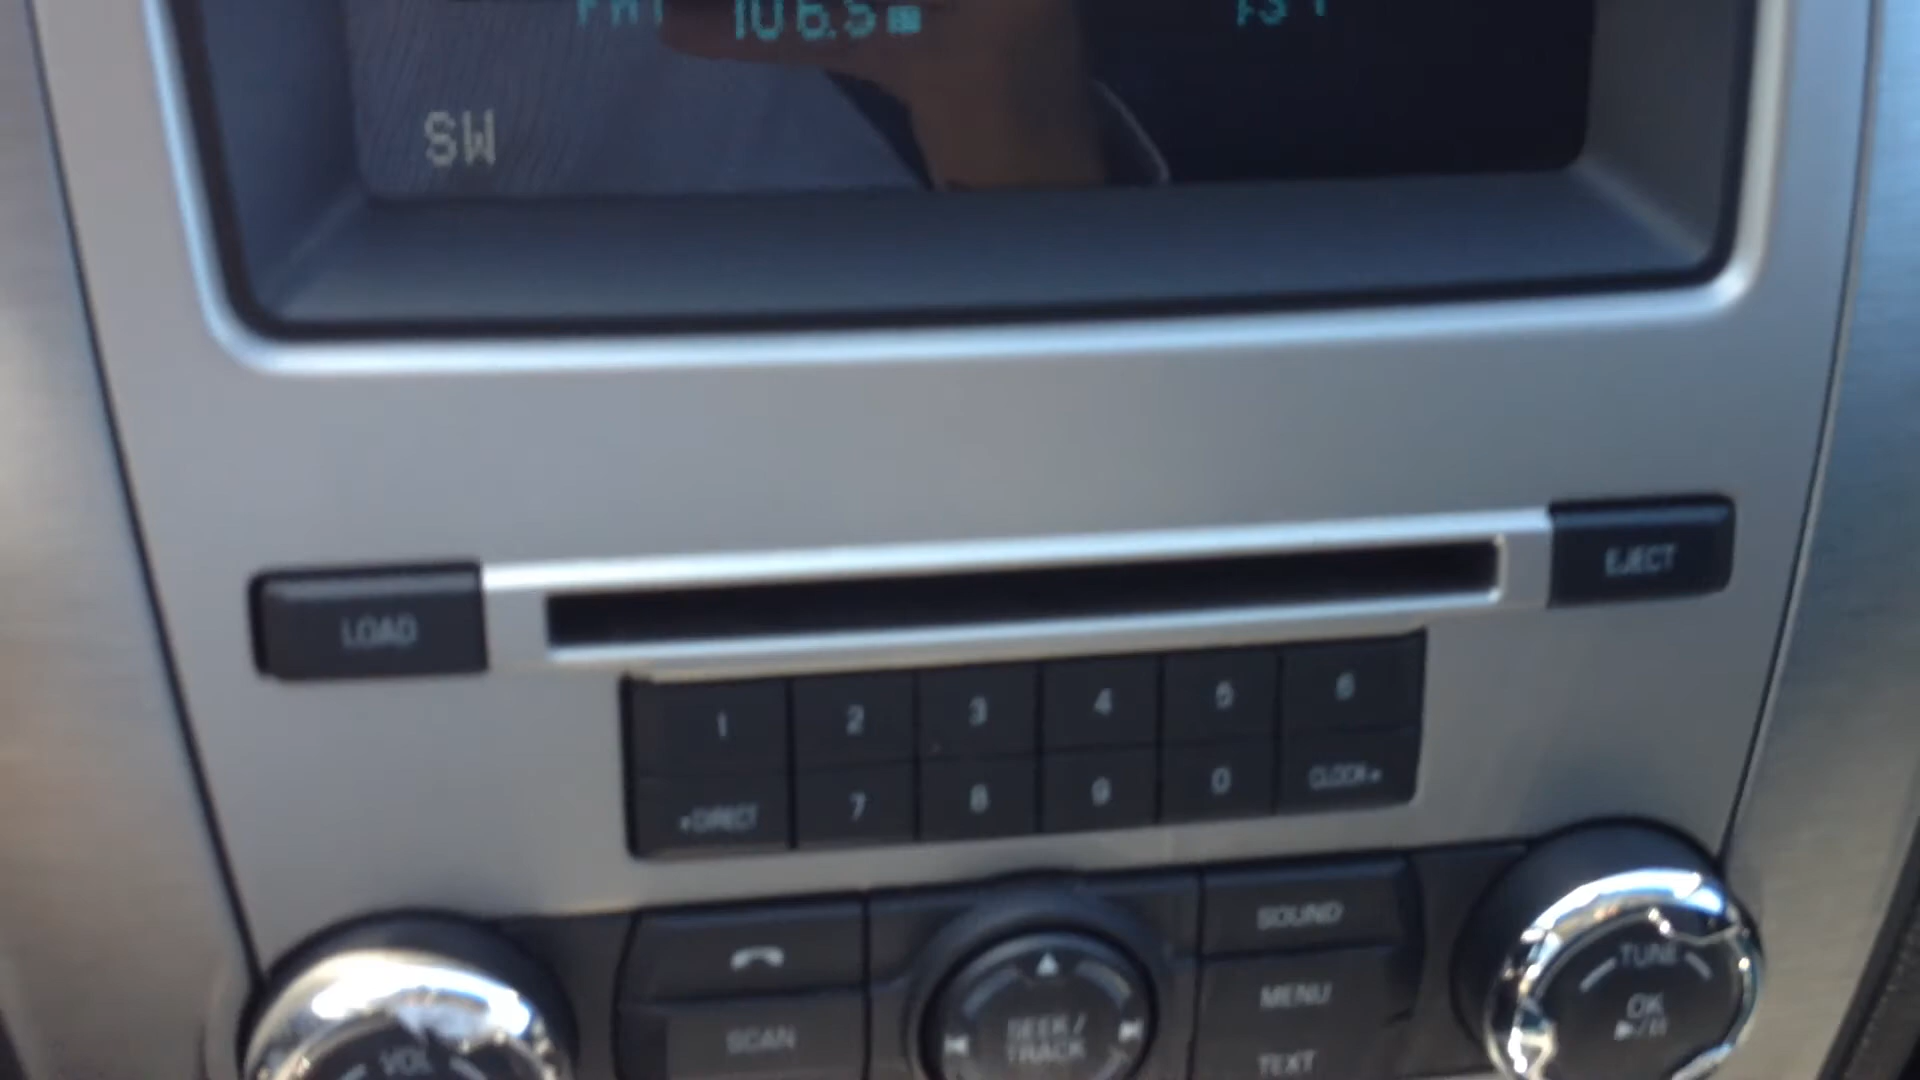 106.5
SW
LOAD
EJECT
1 2 3 4 5 6
DIRECT 7 8 9 0 CLOCK
SOUND
SCAN
SEEK/
TRACK
MENU
TEXT
VOL
TUNE
OK